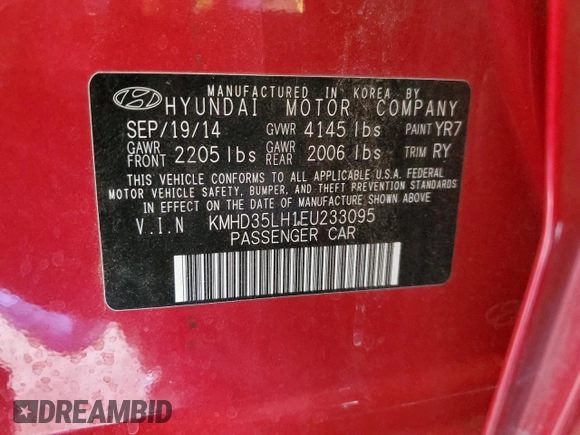 MANUFACTURED IN KOREA BY
HYUNDAI MOTOR COMPANY
SEP/19/14 GVWR 4145 lbs PAINT YR7
GAWR FRONT 2205 lbs GAWR REAR 2006 lbs TRIM RY
THIS VEHICLE CONFORMS TO ALL APPLICABLE U.S.A. FEDERAL
MOTOR VEHICLE SAFETY, BUMPER, AND THEFT PREVENTION STANDARDS
IN EFFECT ON THE DATE OF MANUFACTURE SHOWN ABOVE.
V.I.N KMHD35LH1EU233095
PASSENGER CAR
DREAMBID